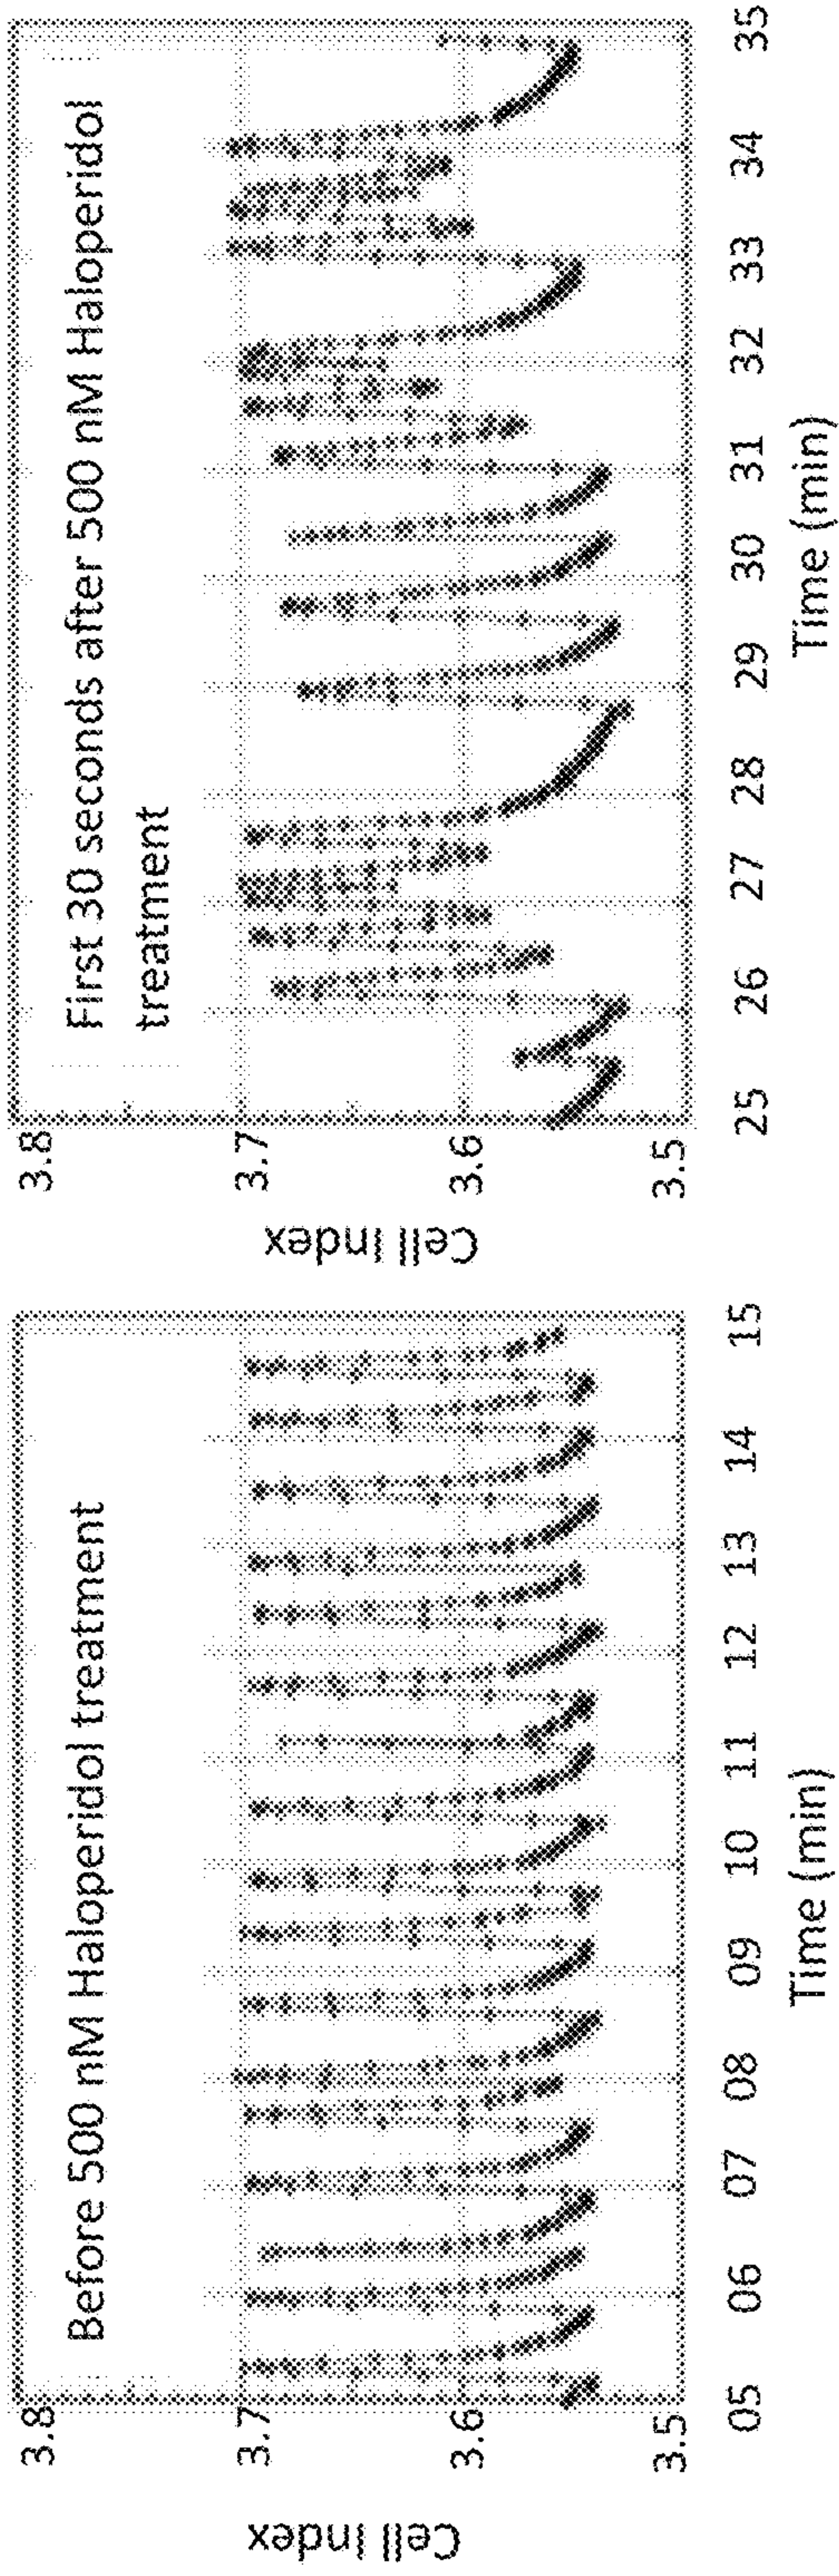 Before 500 nM Haloperidol treatment
Cell Index
3.8
3.7
3.6
3.5
05 06 07 08 09 10 11 12 13 14 15
Time (min)
First 30 seconds after 500 nM Haloperidol
treatment
Cell Index
3.8
3.7
3.6
3.5
25 26 27 28 29 30 31 32 33 34 35
Time (min)